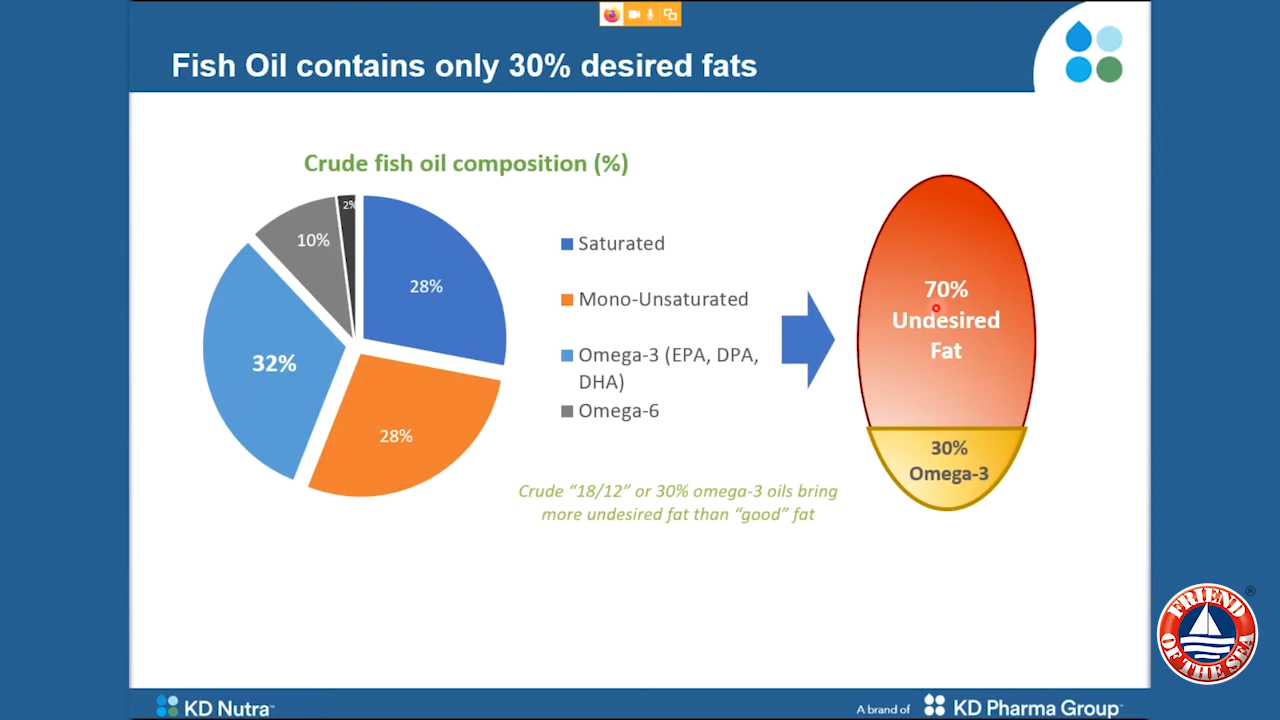 Fish Oil contains only 30% desired fats
Crude fish oil composition (%)
2%
10%
28%
32%
28%
Saturated
Mono-Unsaturated
Omega-3 (EPA, DPA,
DHA)
Omega-6
70%
Undesired
Fat
30%
Omega-3
Crude “18/12” or 30% omega-3 oils bring
more undesired fat than “good” fat
FRIEND
OF THE SEA
®
KD Nutra™
A brand of
KD Pharma Group™